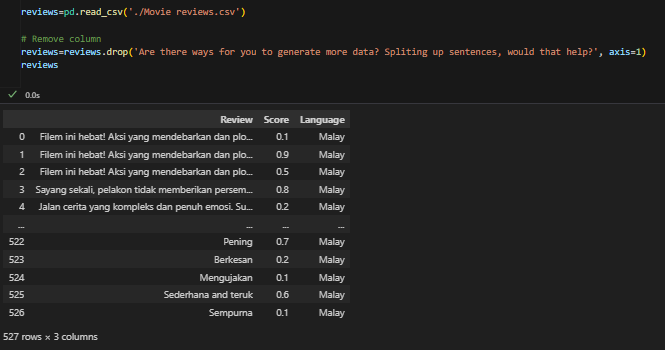 reviews=pd.read_csv('./Movie reviews.csv')
# Remove column
reviews=reviews.drop('Are there ways for you to generate more data? Spliting up sentences, would that help?', axis=1)
reviews
0.0s
Review Score Language
0 Filem ini hebat! Aksi yang mendebarkan dan plo... 0.1 Malay
1 Filem ini hebat! Aksi yang mendebarkan dan plo... 0.9 Malay
2 Filem ini hebat! Aksi yang mendebarkan dan plo... 0.5 Malay
3 Sayang sekali, pelakon tidak memberikan persem... 0.8 Malay
4 Jalan cerita yang kompleks dan penuh emosi. Su... 0.2 Malay
... ... ... ...
522 Pening 0.7 Malay
523 Berkesan 0.2 Malay
524 Mengujakan 0.1 Malay
525 Sederhana and teruk 0.6 Malay
526 Sempurna 0.1 Malay
527 rows × 3 columns